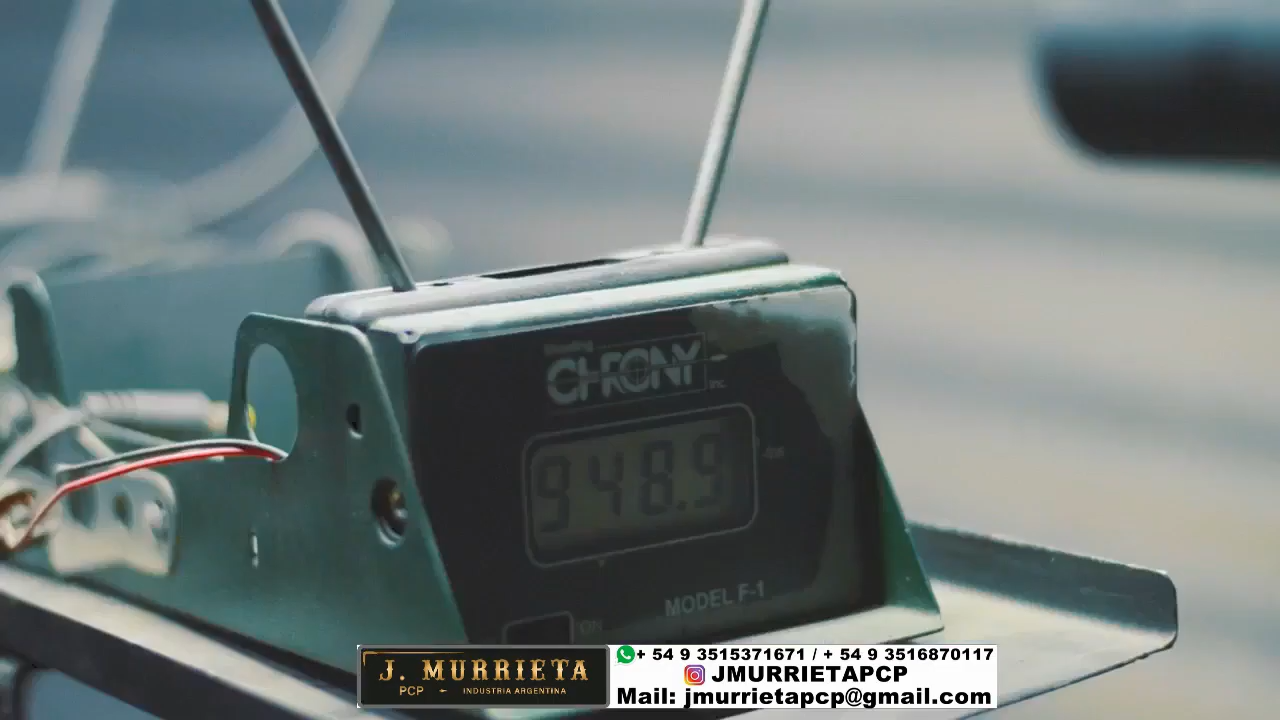 CHRONY
948.9
MODEL F-1
ON
J. MURRIETA
PCP
INDUSTRIA ARGENTINA
+ 54 9 3515371671 / + 54 9 3516870117
JMURRIETAPCP
Mail: jmurrietapcp@gmail.com